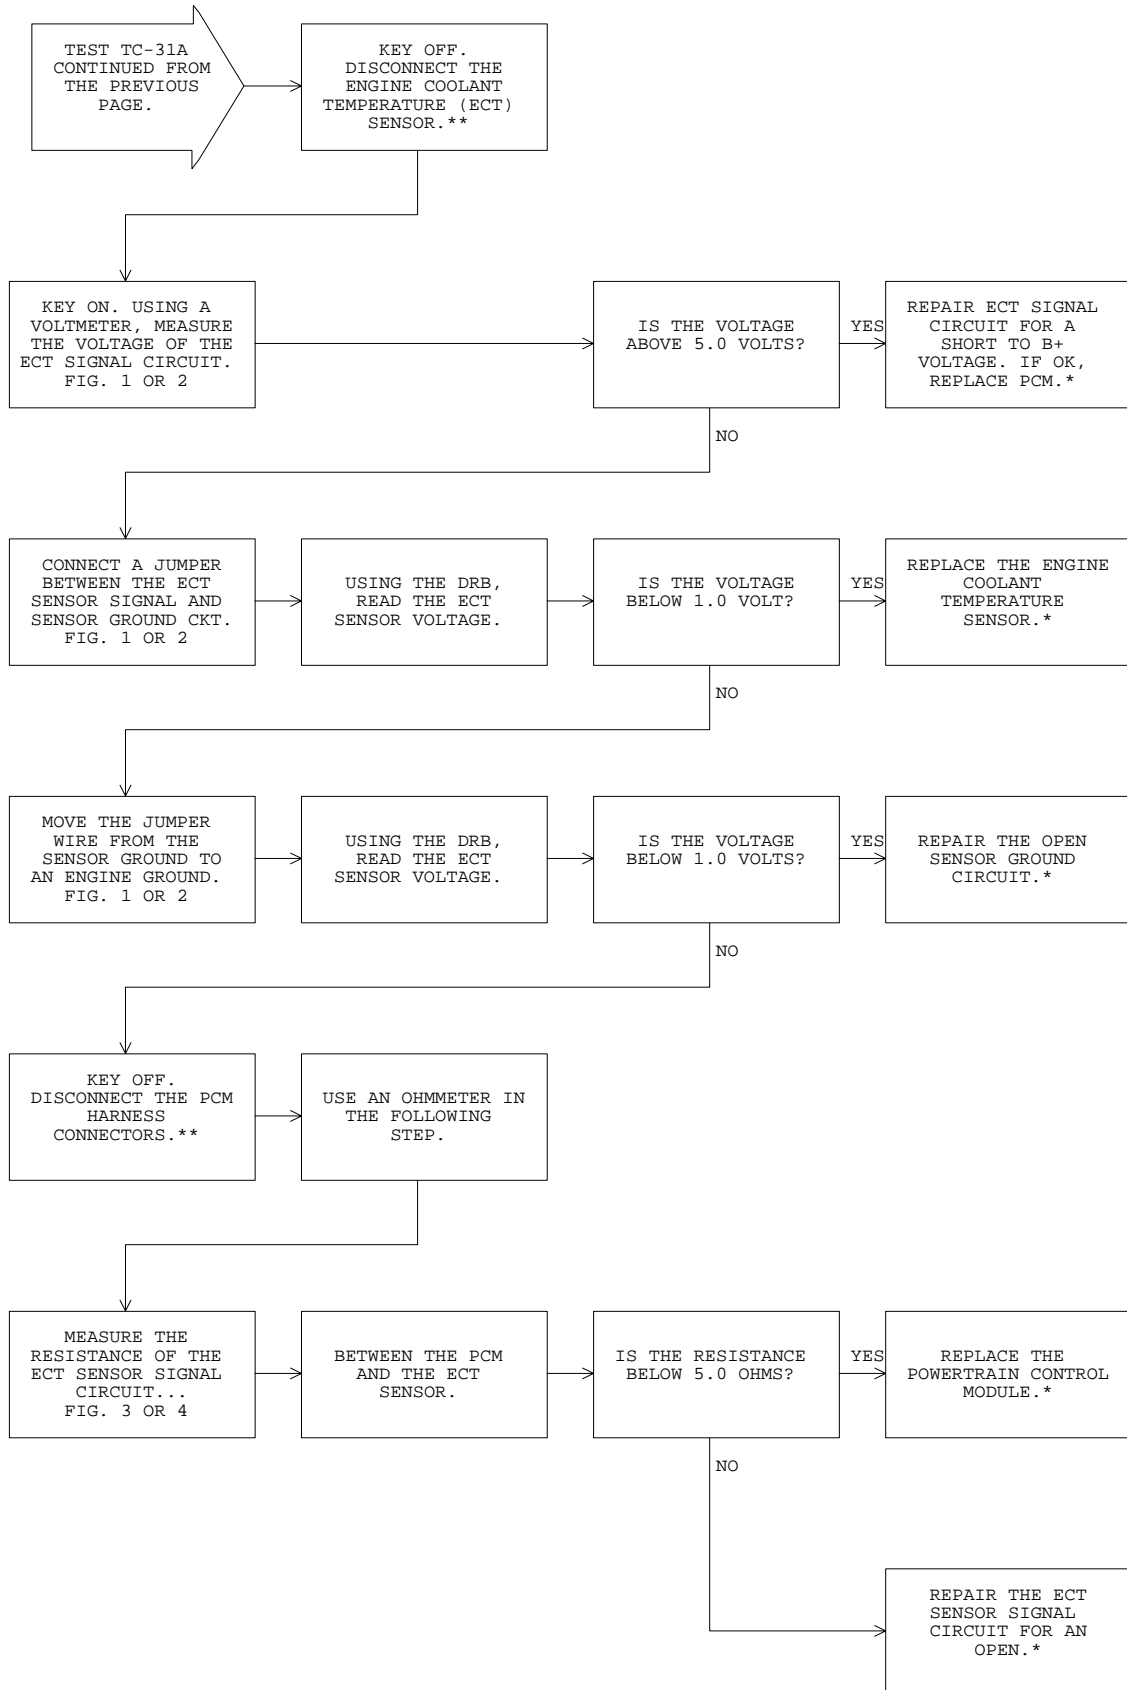 TEST TC-31A
CONTINUED FROM
THE PREVIOUS
PAGE.
KEY OFF.
DISCONNECT THE
ENGINE COOLANT
TEMPERATURE (ECT)
SENSOR.**
KEY ON. USING A
VOLTMETER, MEASURE
THE VOLTAGE OF THE
ECT SIGNAL CIRCUIT.
FIG. 1 OR 2
IS THE VOLTAGE
ABOVE 5.0 VOLTS?
YES
REPAIR ECT SIGNAL
CIRCUIT FOR A
SHORT TO B+
VOLTAGE. IF OK,
REPLACE PCM.*
NO
CONNECT A JUMPER
BETWEEN THE ECT
SENSOR SIGNAL AND
SENSOR GROUND CKT.
FIG. 1 OR 2
USING THE DRB,
READ THE ECT
SENSOR VOLTAGE.
IS THE VOLTAGE
BELOW 1.0 VOLT?
YES
REPLACE THE ENGINE
COOLANT
TEMPERATURE
SENSOR.*
NO
MOVE THE JUMPER
WIRE FROM THE
SENSOR GROUND TO
AN ENGINE GROUND.
FIG. 1 OR 2
USING THE DRB,
READ THE ECT
SENSOR VOLTAGE.
IS THE VOLTAGE
BELOW 1.0 VOLTS?
YES
REPAIR THE OPEN
SENSOR GROUND
CIRCUIT.*
NO
KEY OFF.
DISCONNECT THE PCM
HARNESS
CONNECTORS.**
USE AN OHMMETER IN
THE FOLLOWING
STEP.
MEASURE THE
RESISTANCE OF THE
ECT SENSOR SIGNAL
CIRCUIT...
FIG. 3 OR 4
BETWEEN THE PCM
AND THE ECT
SENSOR.
IS THE RESISTANCE
BELOW 5.0 OHMS?
YES
REPLACE THE
POWERTRAIN CONTROL
MODULE.*
NO
REPAIR THE ECT
SENSOR SIGNAL
CIRCUIT FOR AN
OPEN.*